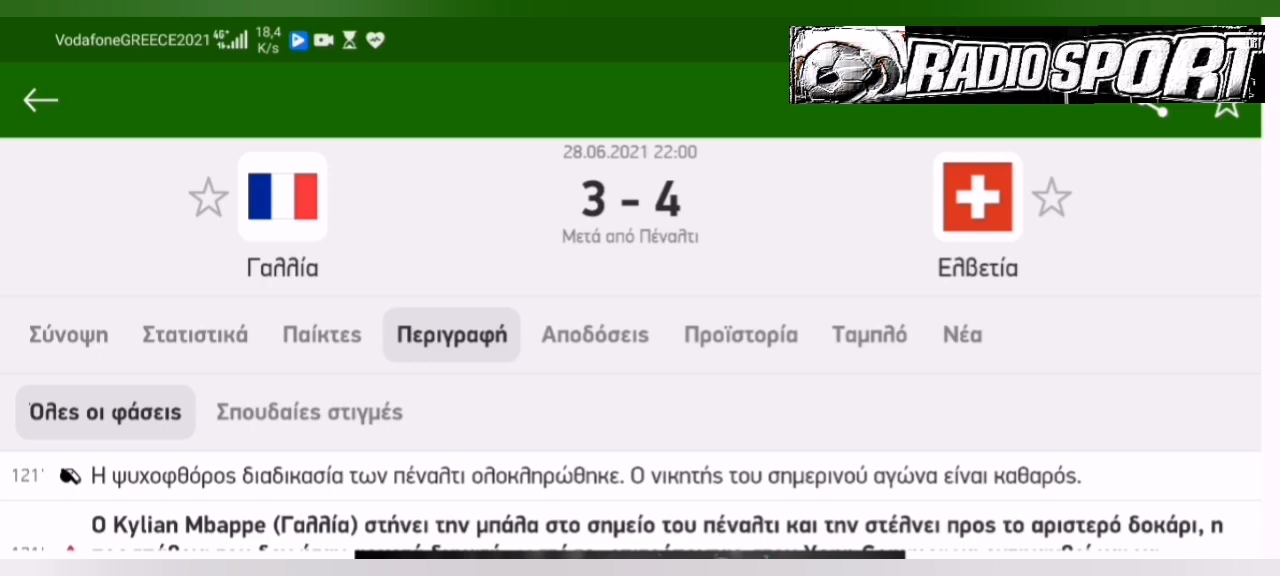 VodafoneGREECE2021 4G+ 18,4 K/s
RADIO SPORT
28.06.2021 22:00
3 - 4
Μετά από Πέναλτι
Γαλλία
Ελβετία
Σύνοψη Στατιστικά Παίκτες Περιγραφή Αποδόσεις Προϊστορία Ταμπλό Νέα
Όλες οι φάσεις Σπουδαίες στιγμές
121' Η ψυχοφθόρος διαδικασία των πέναλτι ολοκληρώθηκε. Ο νικητής του σημερινού αγώνα είναι καθαρός.
Ο Kylian Mbappe (Γαλλία) στήνει την μπάλα στο σημείο του πέναλτι και την στέλνει προς το αριστερό δοκάρι, η